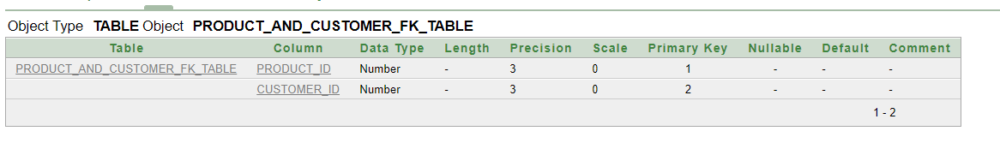 Object Type TABLE Object PRODUCT_AND_CUSTOMER_FK_TABLE
Table Column Data Type Length Precision Scale Primary Key Nullable Default Comment
PRODUCT_AND_CUSTOMER_FK_TABLE PRODUCT_ID Number - 3 0 1 - - -
CUSTOMER_ID Number - 3 0 2 - - -
1 - 2